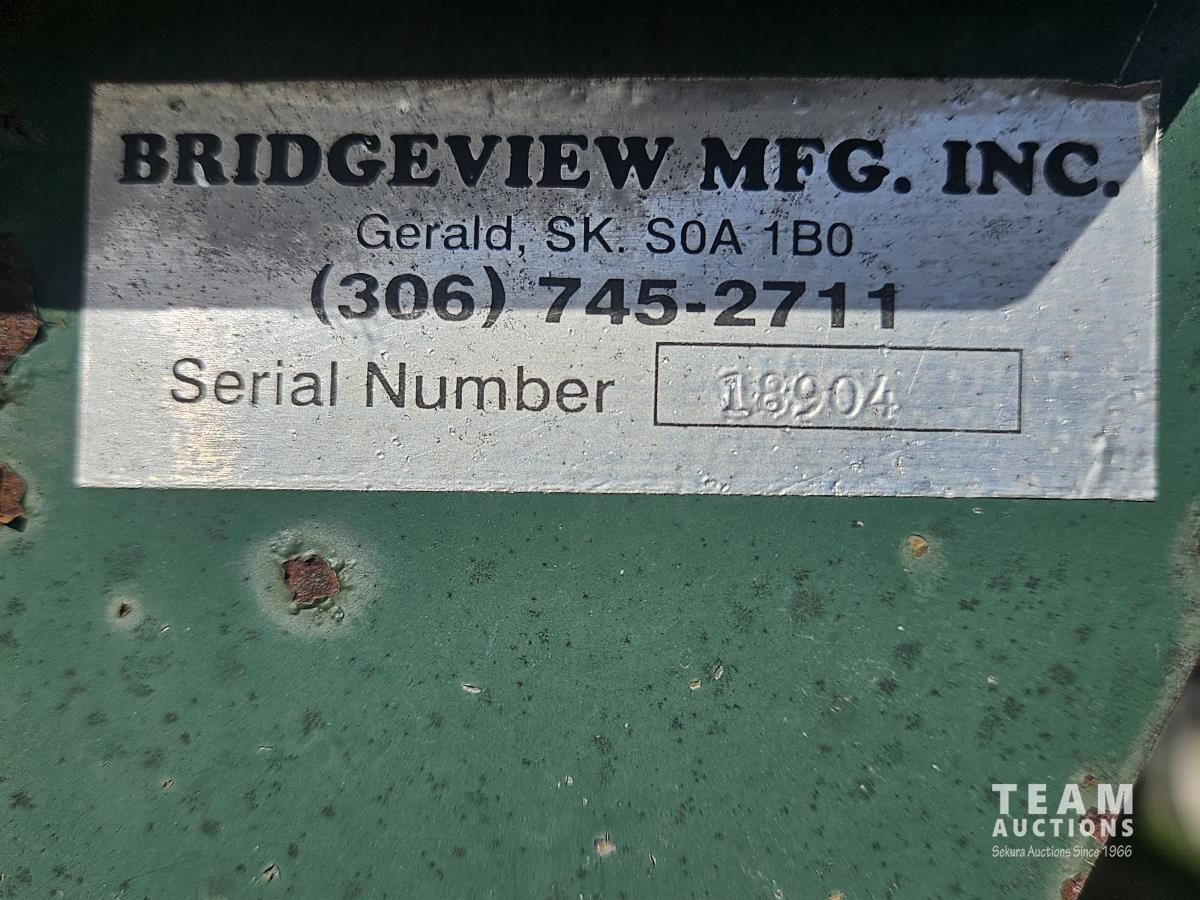 BRIDGEVIEW MFG. INC.
Gerald, SK. S0A 1B0
(306) 745-2711
Serial Number 18904
TEAM
AUCTIONS
Sekura Auctions Since 1966